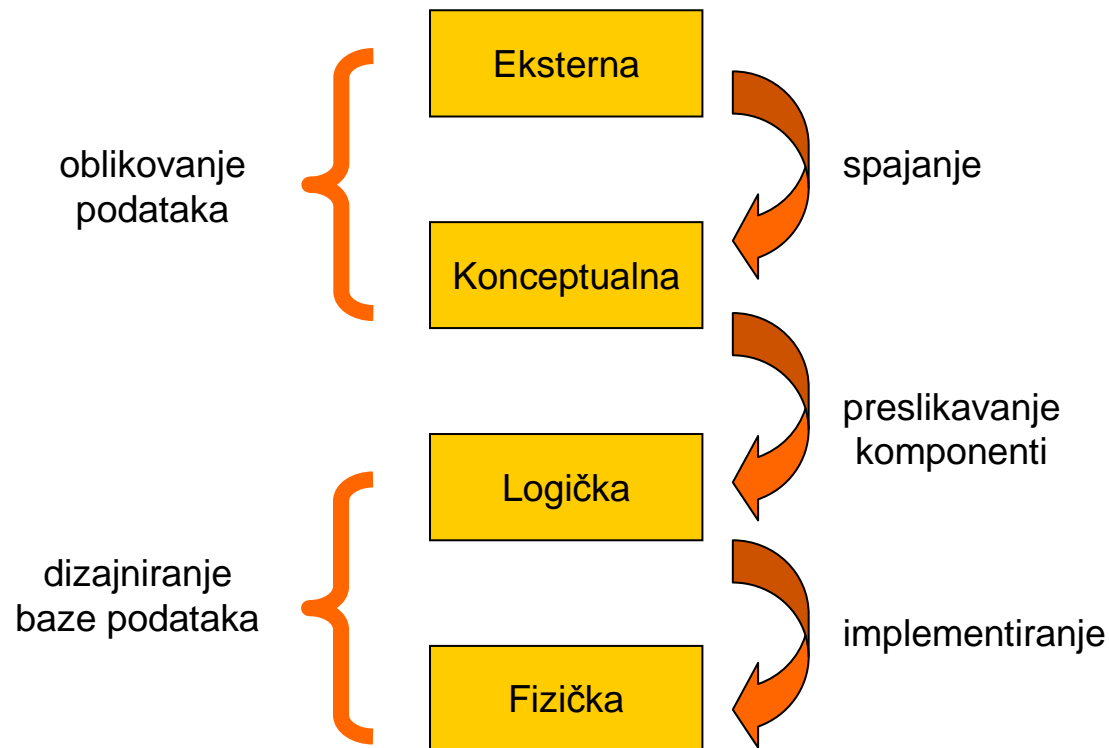 Eksterna
oblikovanje
podataka
spajanje
Konceptualna
preslikavanje
komponenti
Logička
dizajniranje
baze podataka
implementiranje
Fizička